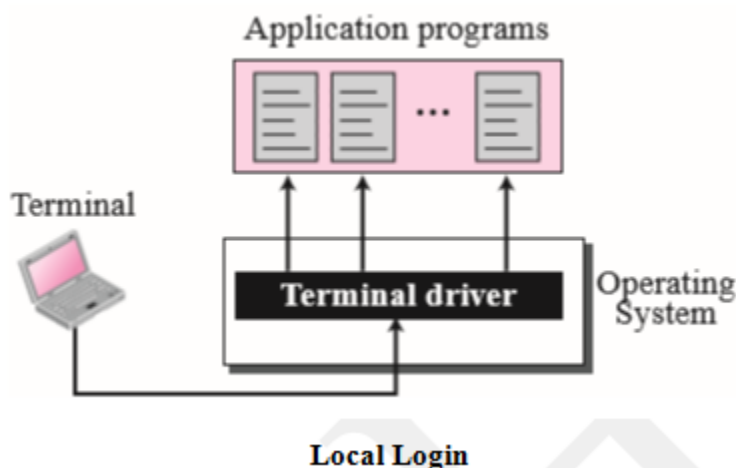 Application programs
...
Terminal
Terminal driver
Operating
System
Local Login